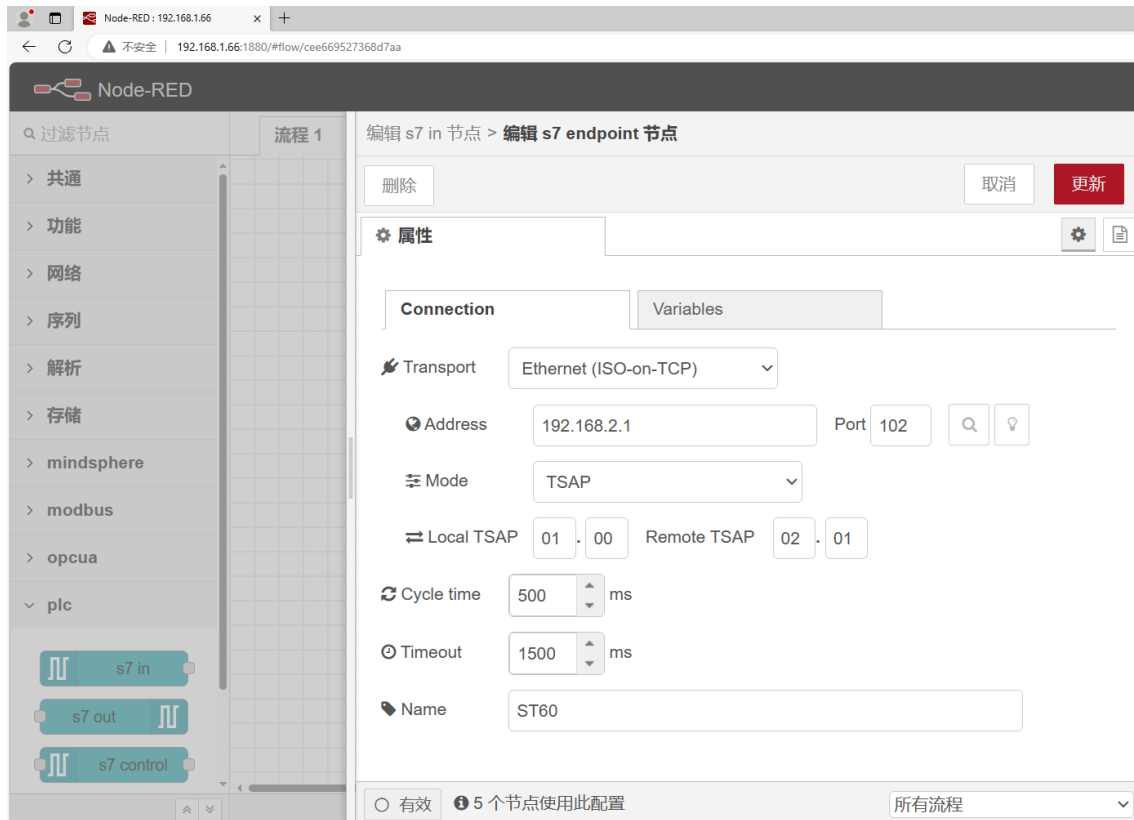 Node-RED : 192.168.1.66
不安全 192.168.1.66:1880/#flow/cee669527368d7aa
Node-RED
过滤节点
流程 1
编辑 s7 in 节点 > 编辑 s7 endpoint 节点
删除
取消
更新
共通
功能
网络
序列
解析
存储
mindsphere
modbus
opcua
plc
s7 in
s7 out
s7 control
属性
Connection
Variables
Transport Ethernet (ISO-on-TCP)
Address 192.168.2.1 Port 102
Mode TSAP
Local TSAP 01 . 00 Remote TSAP 02 . 01
Cycle time 500 ms
Timeout 1500 ms
Name ST60
有效 5 个节点使用此配置 所有流程